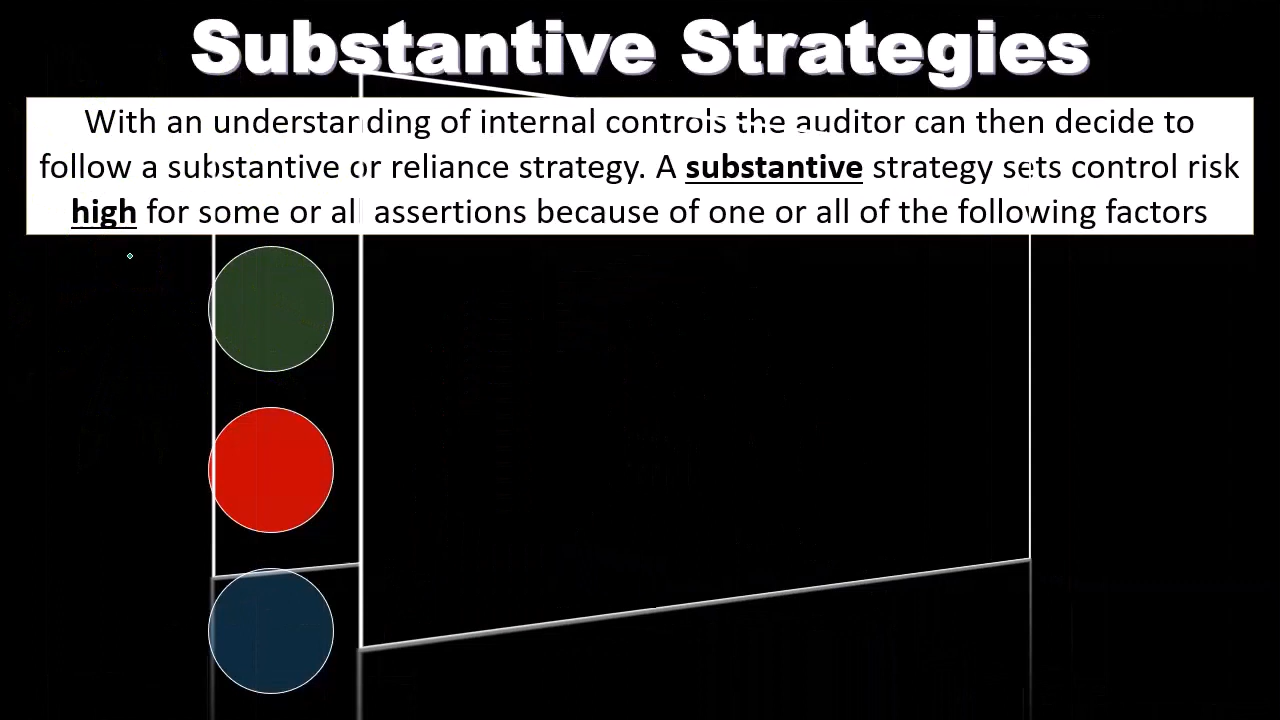 Substantive Strategies
With an understanding of internal controls the auditor can then decide to
follow a substantive or reliance strategy. A substantive strategy sets control risk
high for some or all assertions because of one or all of the following factors